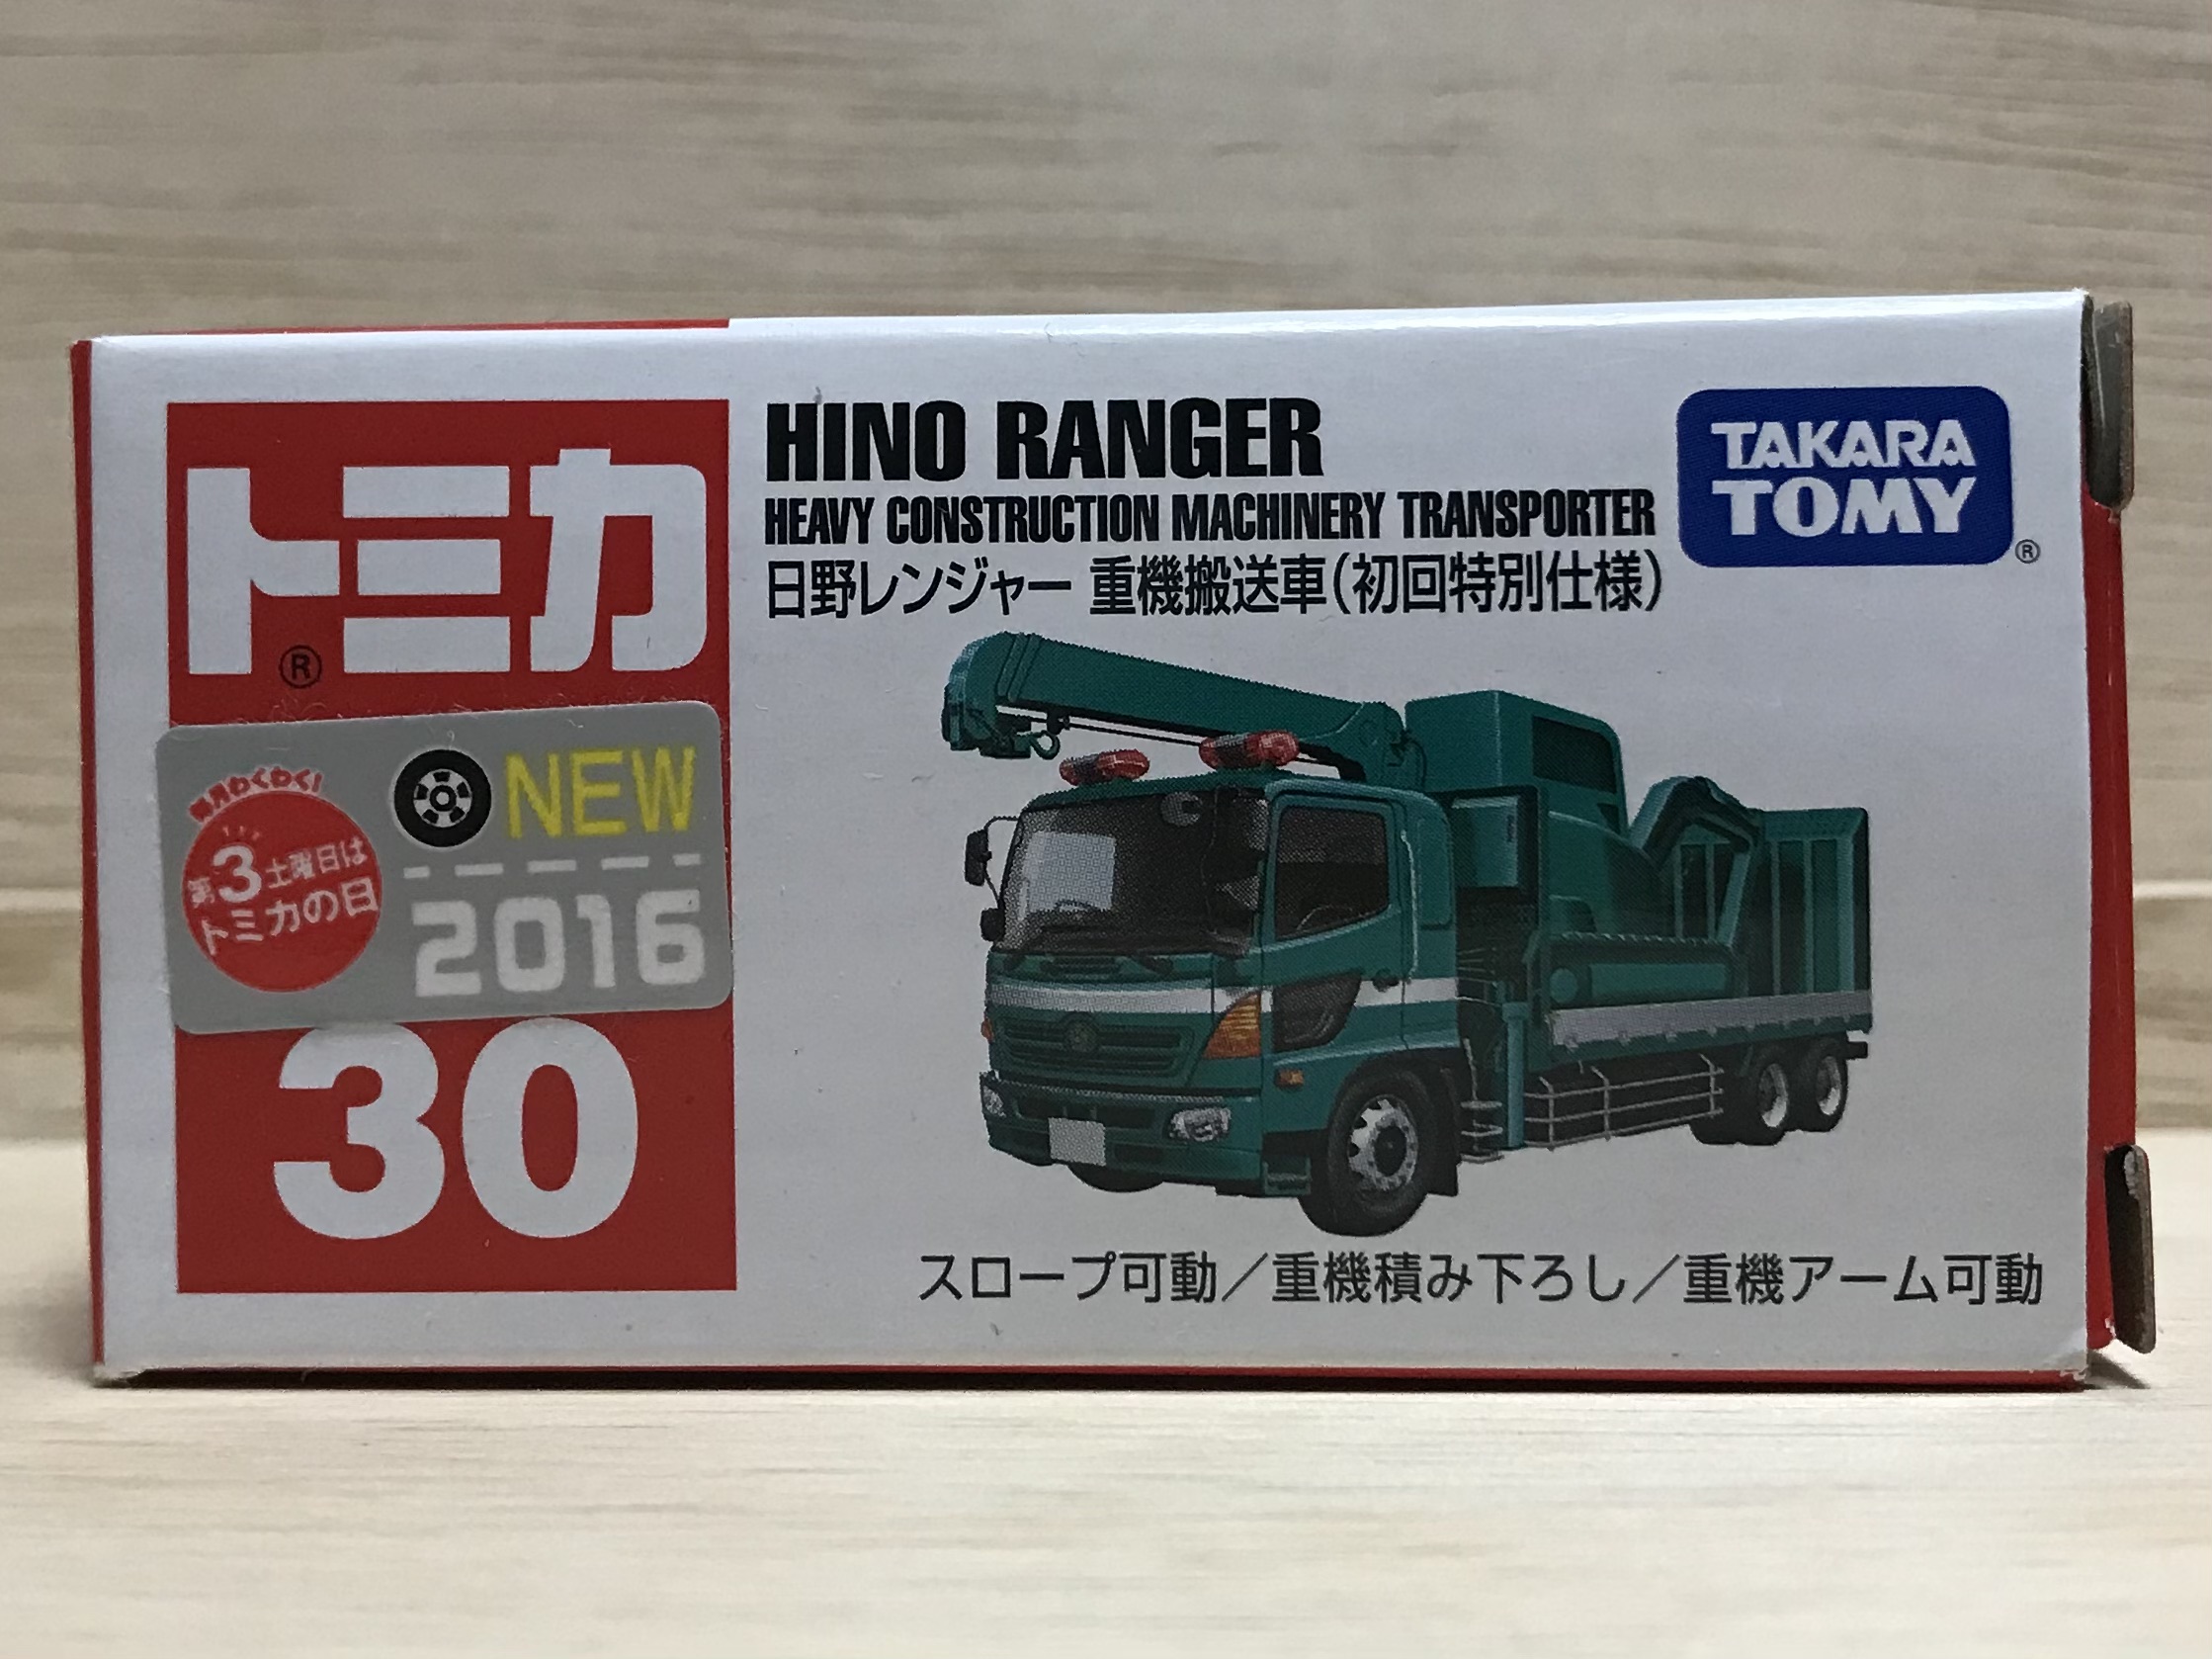 トミカ
®
HINO RANGER
HEAVY CONSTRUCTION MACHINERY TRANSPORTER
日野レンジャー 重機搬送車(初回特別仕様)
TAKARA
TOMY
®
毎月わくわく!
第3土曜日は
トミカの日
NEW
2016
30
スロープ可動/重機積み下ろし/重機アーム可動